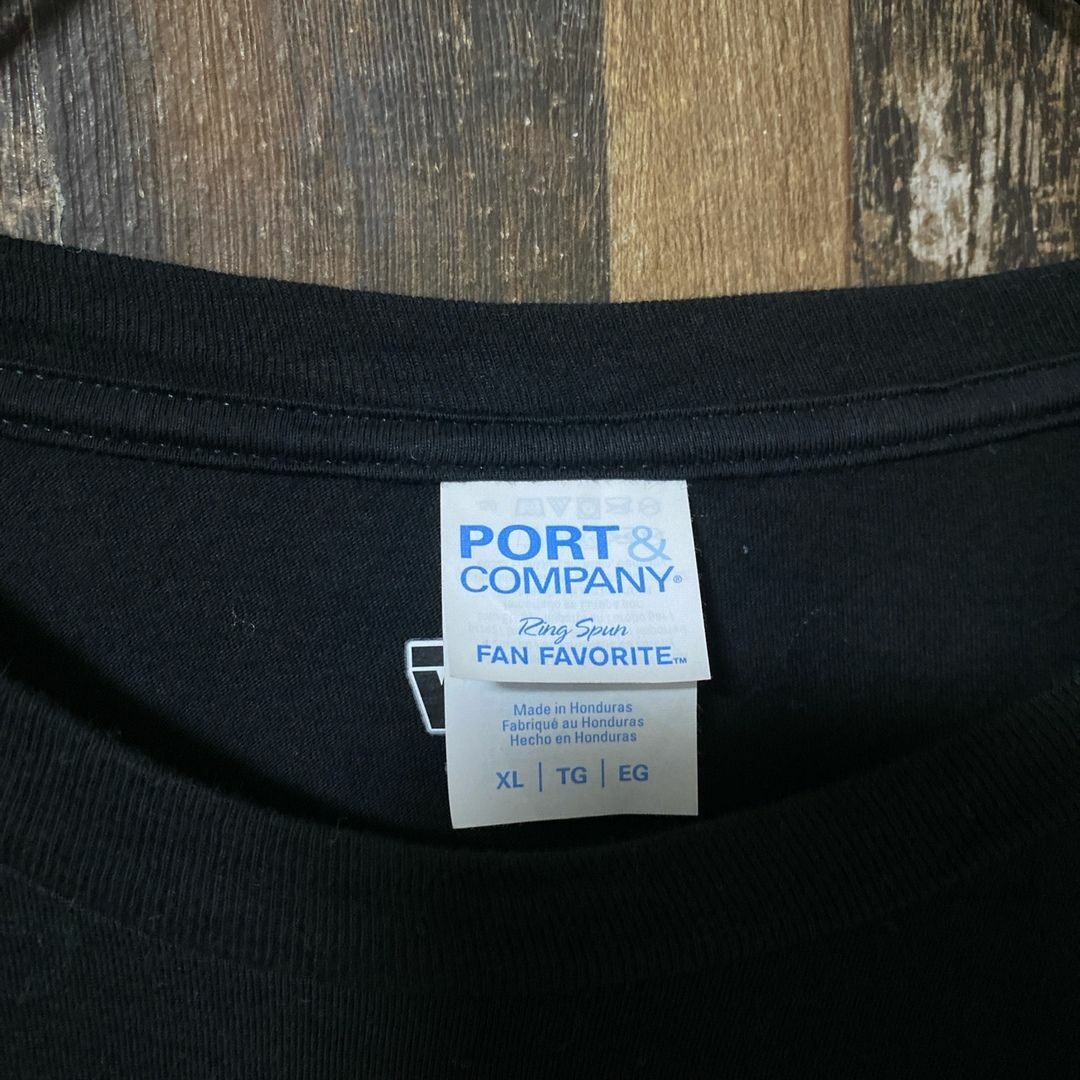 PORT &
COMPANY®
Ring Spun
FAN FAVORITE™
Made in Honduras
Fabriqué au Honduras
Hecho en Honduras
XL | TG | EG